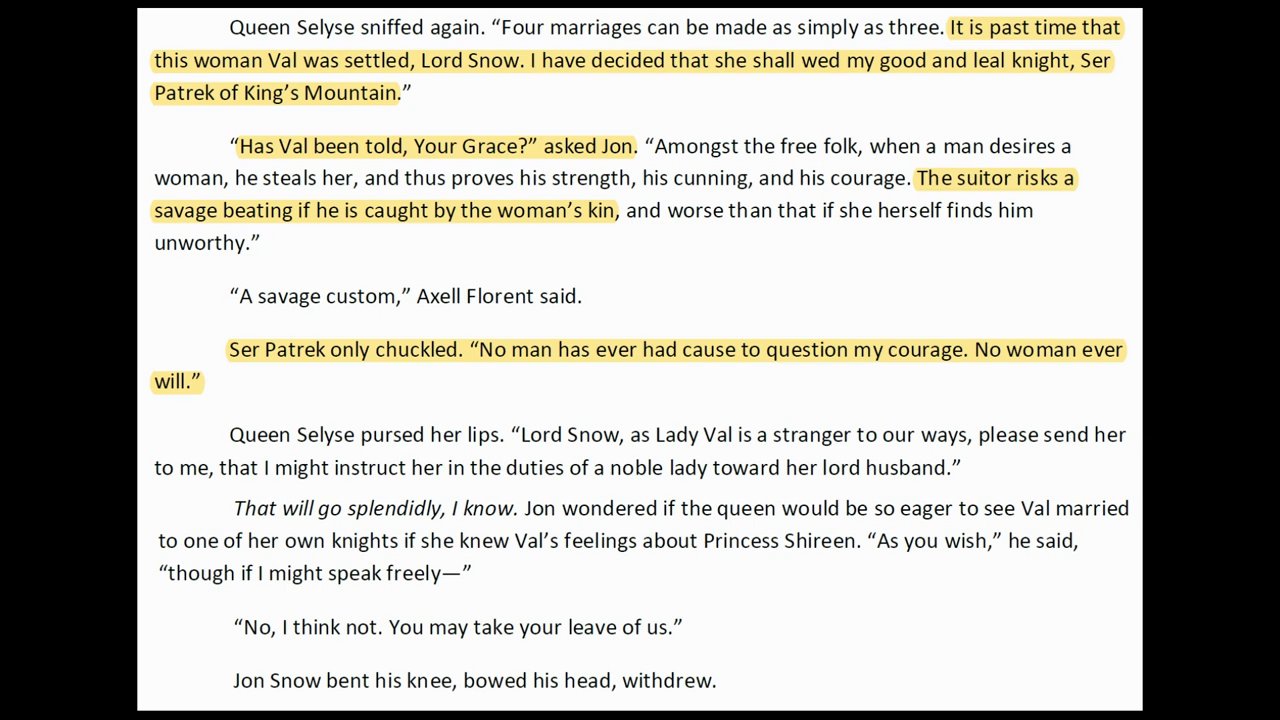 Queen Selyse sniffed again. “Four marriages can be made as simply as three. It is past time that
this woman Val was settled, Lord Snow. I have decided that she shall wed my good and leal knight, Ser
Patrek of King’s Mountain.”
“Has Val been told, Your Grace?” asked Jon. “Amongst the free folk, when a man desires a
woman, he steals her, and thus proves his strength, his cunning, and his courage. The suitor risks a
savage beating if he is caught by the woman’s kin, and worse than that if she herself finds him
unworthy.”
“A savage custom,” Axell Florent said.
Ser Patrek only chuckled. “No man has ever had cause to question my courage. No woman ever
will.”
Queen Selyse pursed her lips. “Lord Snow, as Lady Val is a stranger to our ways, please send her
to me, that I might instruct her in the duties of a noble lady toward her lord husband.”
That will go splendidly, I know. Jon wondered if the queen would be so eager to see Val married
to one of her own knights if she knew Val’s feelings about Princess Shireen. “As you wish,” he said,
“though if I might speak freely—”
“No, I think not. You may take your leave of us.”
Jon Snow bent his knee, bowed his head, withdrew.